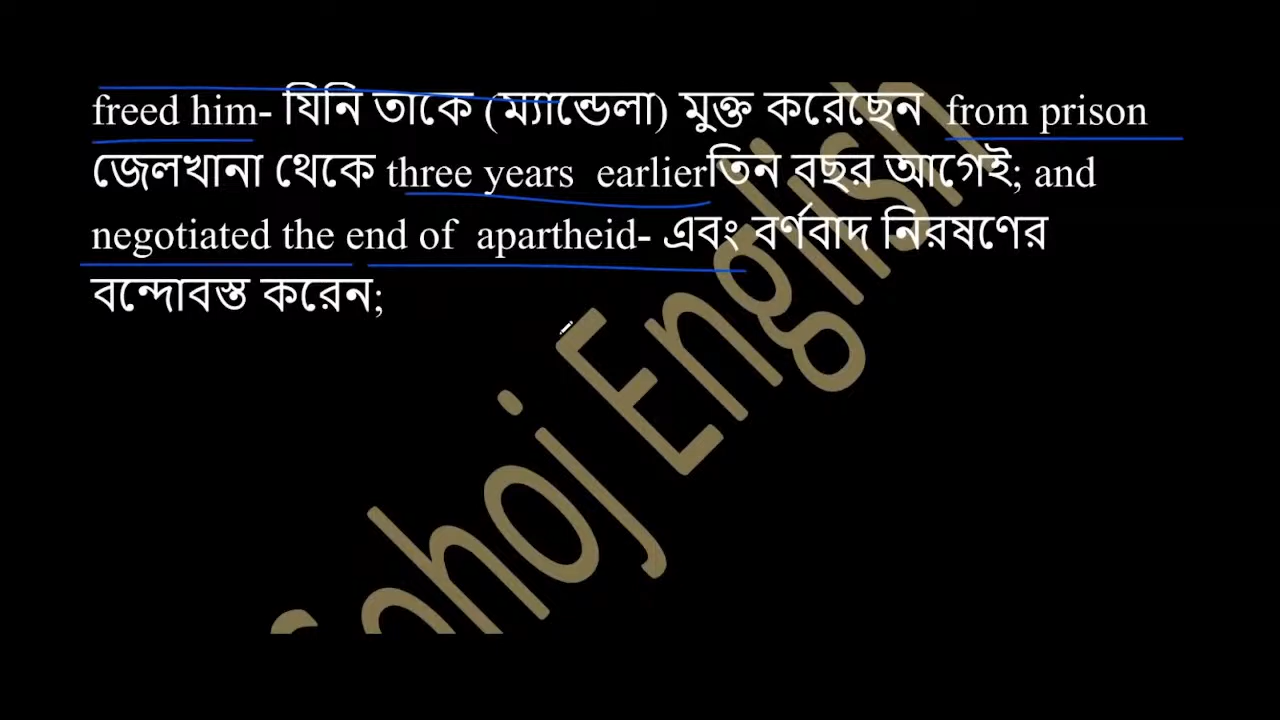 freed him- যিনি তাকে (ম্যান্ডেলা) মুক্ত করেছেন from prison
জেলখানা থেকে three years earlierতিন বছর আগেই; and
negotiated the end of apartheid- এবং বর্ণবাদ নিরষণের
বন্দোবস্ত করেন;
Sohoj English